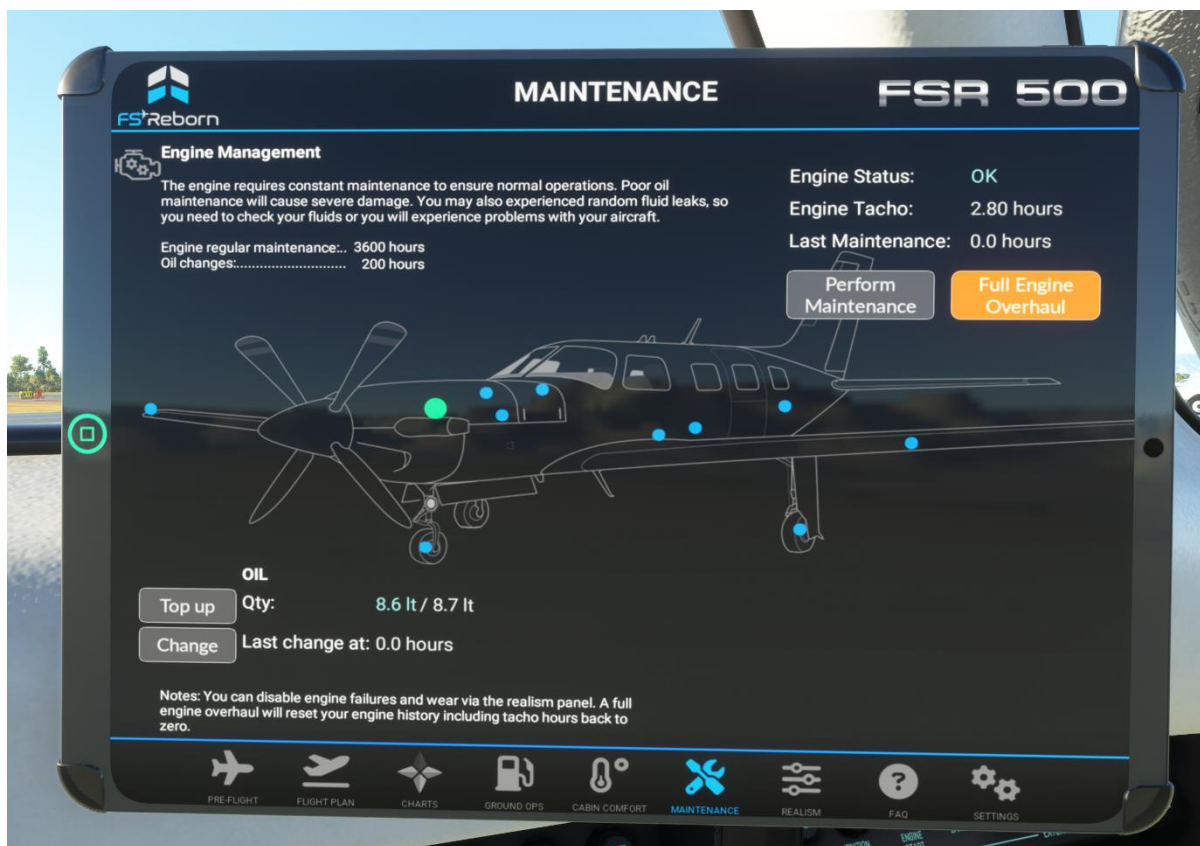 FS Reborn
MAINTENANCE
FSR 500
Engine Management
The engine requires constant maintenance to ensure normal operations. Poor oil
maintenance will cause severe damage. You may also experienced random fluid leaks, so
you need to check your fluids or you will experience problems with your aircraft.
Engine regular maintenance:.. 3600 hours
Oil changes:............................ 200 hours
Engine Status: OK
Engine Tacho: 2.80 hours
Last Maintenance: 0.0 hours
Perform
Maintenance
Full Engine
Overhaul
OIL
Top up
Qty: 8.6 lt / 8.7 lt
Change
Last change at: 0.0 hours
Notes: You can disable engine failures and wear via the realism panel. A full
engine overhaul will reset your engine history including tacho hours back to
zero.
PRE-FLIGHT
FLIGHT PLAN
CHARTS
GROUND OPS
CABIN COMFORT
MAINTENANCE
REALISM
FAQ
SETTINGS
ENGINE